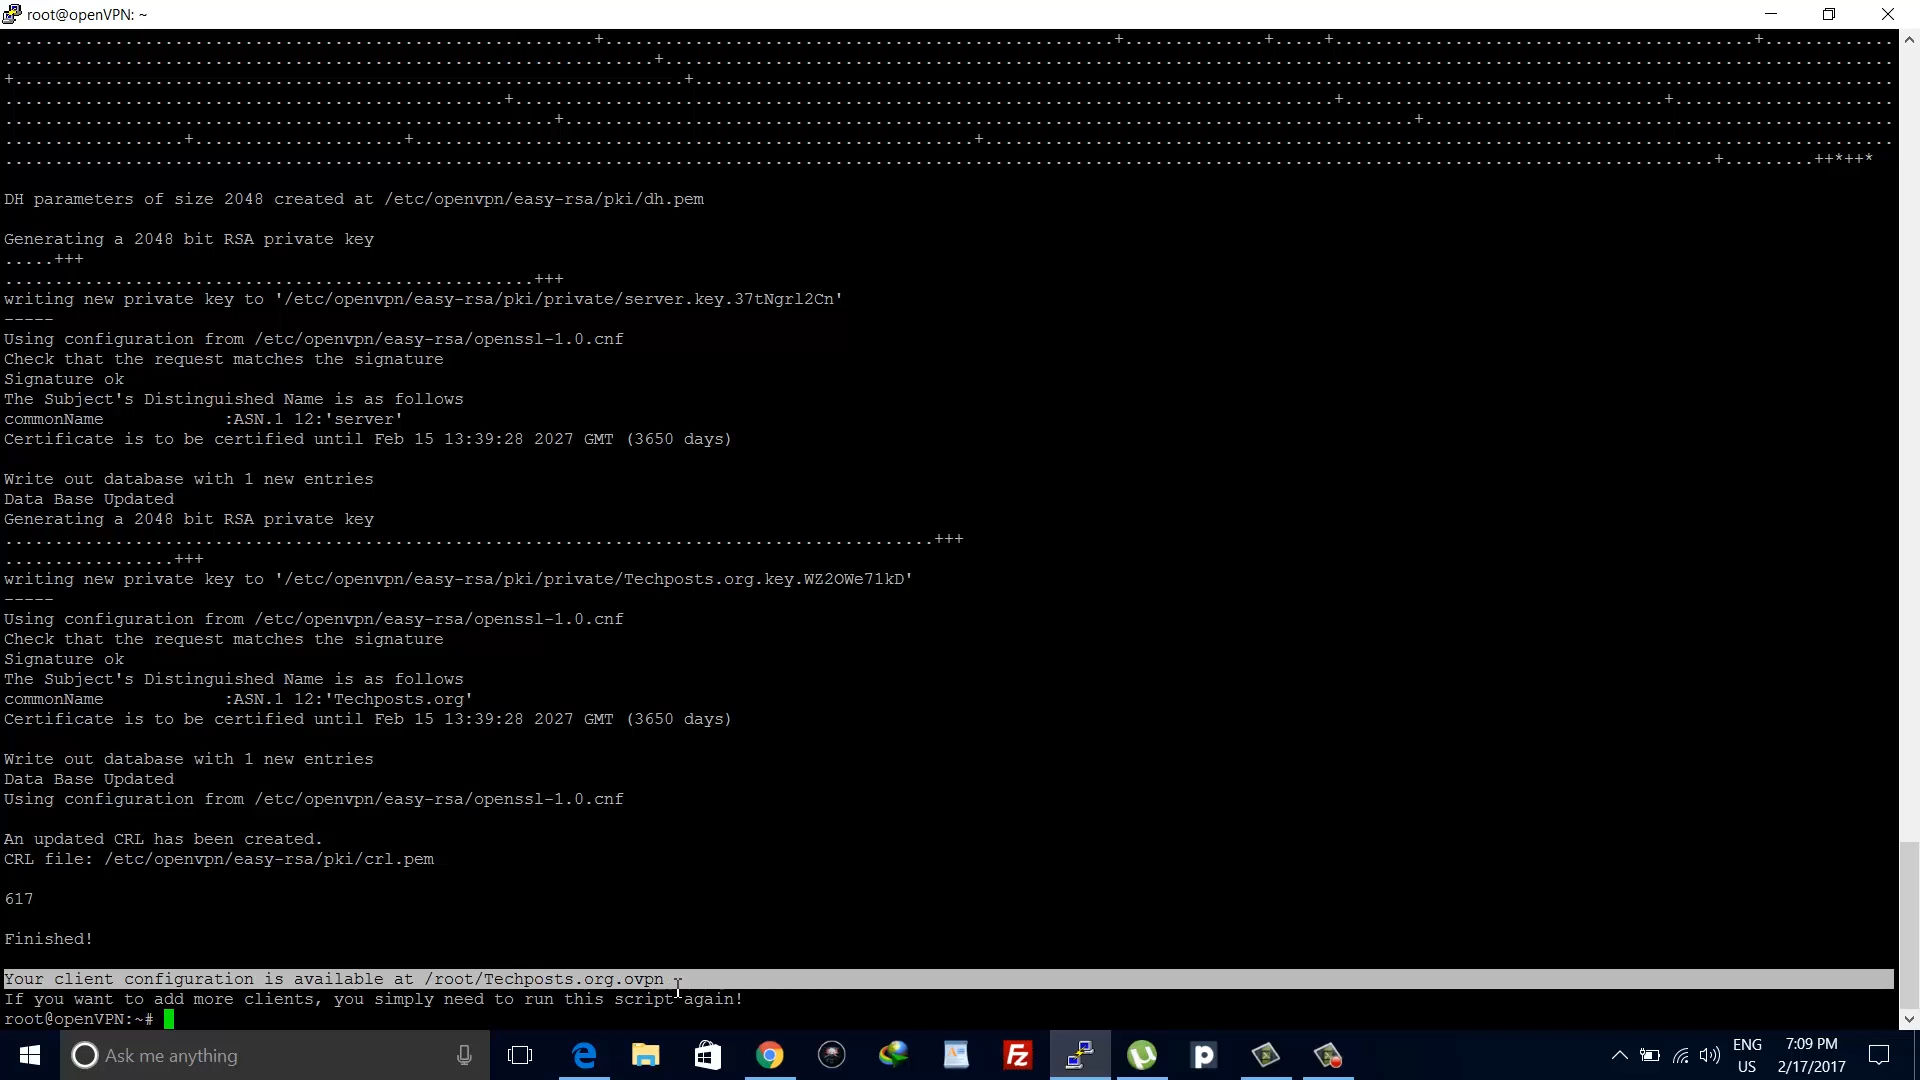 root@openVPN: ~
DH parameters of size 2048 created at /etc/openvpn/easy-rsa/pki/dh.pem
Generating a 2048 bit RSA private key
.....+++
.....................................................+++
writing new private key to '/etc/openvpn/easy-rsa/pki/private/server.key.37tNgrl2Cn'
-----
Using configuration from /etc/openvpn/easy-rsa/openssl-1.0.cnf
Check that the request matches the signature
Signature ok
The Subject's Distinguished Name is as follows
commonName            :ASN.1 12:'server'
Certificate is to be certified until Feb 15 13:39:28 2027 GMT (3650 days)
Write out database with 1 new entries
Data Base Updated
Generating a 2048 bit RSA private key
.............................................................................................+++
.................+++
writing new private key to '/etc/openvpn/easy-rsa/pki/private/Techposts.org.key.WZ2OWe71kD'
-----
Using configuration from /etc/openvpn/easy-rsa/openssl-1.0.cnf
Check that the request matches the signature
Signature ok
The Subject's Distinguished Name is as follows
commonName            :ASN.1 12:'Techposts.org'
Certificate is to be certified until Feb 15 13:39:28 2027 GMT (3650 days)
Write out database with 1 new entries
Data Base Updated
Using configuration from /etc/openvpn/easy-rsa/openssl-1.0.cnf
An updated CRL has been created.
CRL file: /etc/openvpn/easy-rsa/pki/crl.pem
617
Finished!
Your client configuration is available at /root/Techposts.org.ovpn
If you want to add more clients, you simply need to run this script again!
root@openVPN:~#
Ask me anything
ENG
US
7:09 PM
2/17/2017